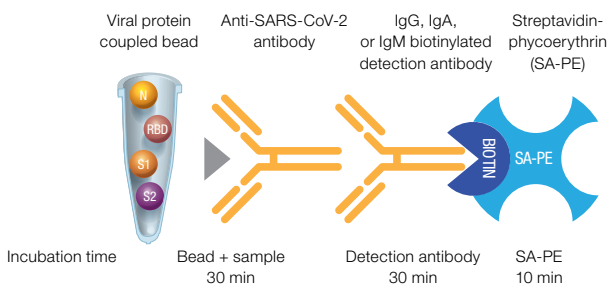 Viral protein
coupled bead
Anti-SARS-CoV-2
antibody
IgG, IgA,
or IgM biotinylated
detection antibody
Streptavidin-
phycoerythrin
(SA-PE)
N
RBD
S1
S2
BIOTIN
SA-PE
Incubation time
Bead + sample
30 min
Detection antibody
30 min
SA-PE
10 min